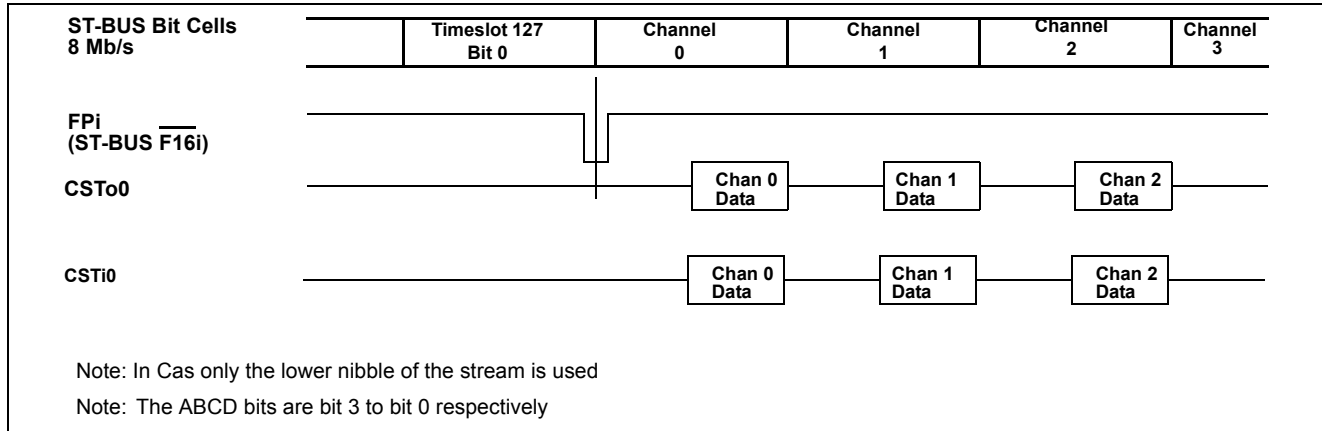 ST-BUS Bit Cells
8 Mb/s
Timeslot 127
Bit 0
Channel
0
Channel
1
Channel
2
Channel
3
FPi
(ST-BUS F16i)
CSTo0
Chan 0
Data
Chan 1
Data
Chan 2
Data
CSTi0
Chan 0
Data
Chan 1
Data
Chan 2
Data
Note: In Cas only the lower nibble of the stream is used
Note: The ABCD bits are bit 3 to bit 0 respectively